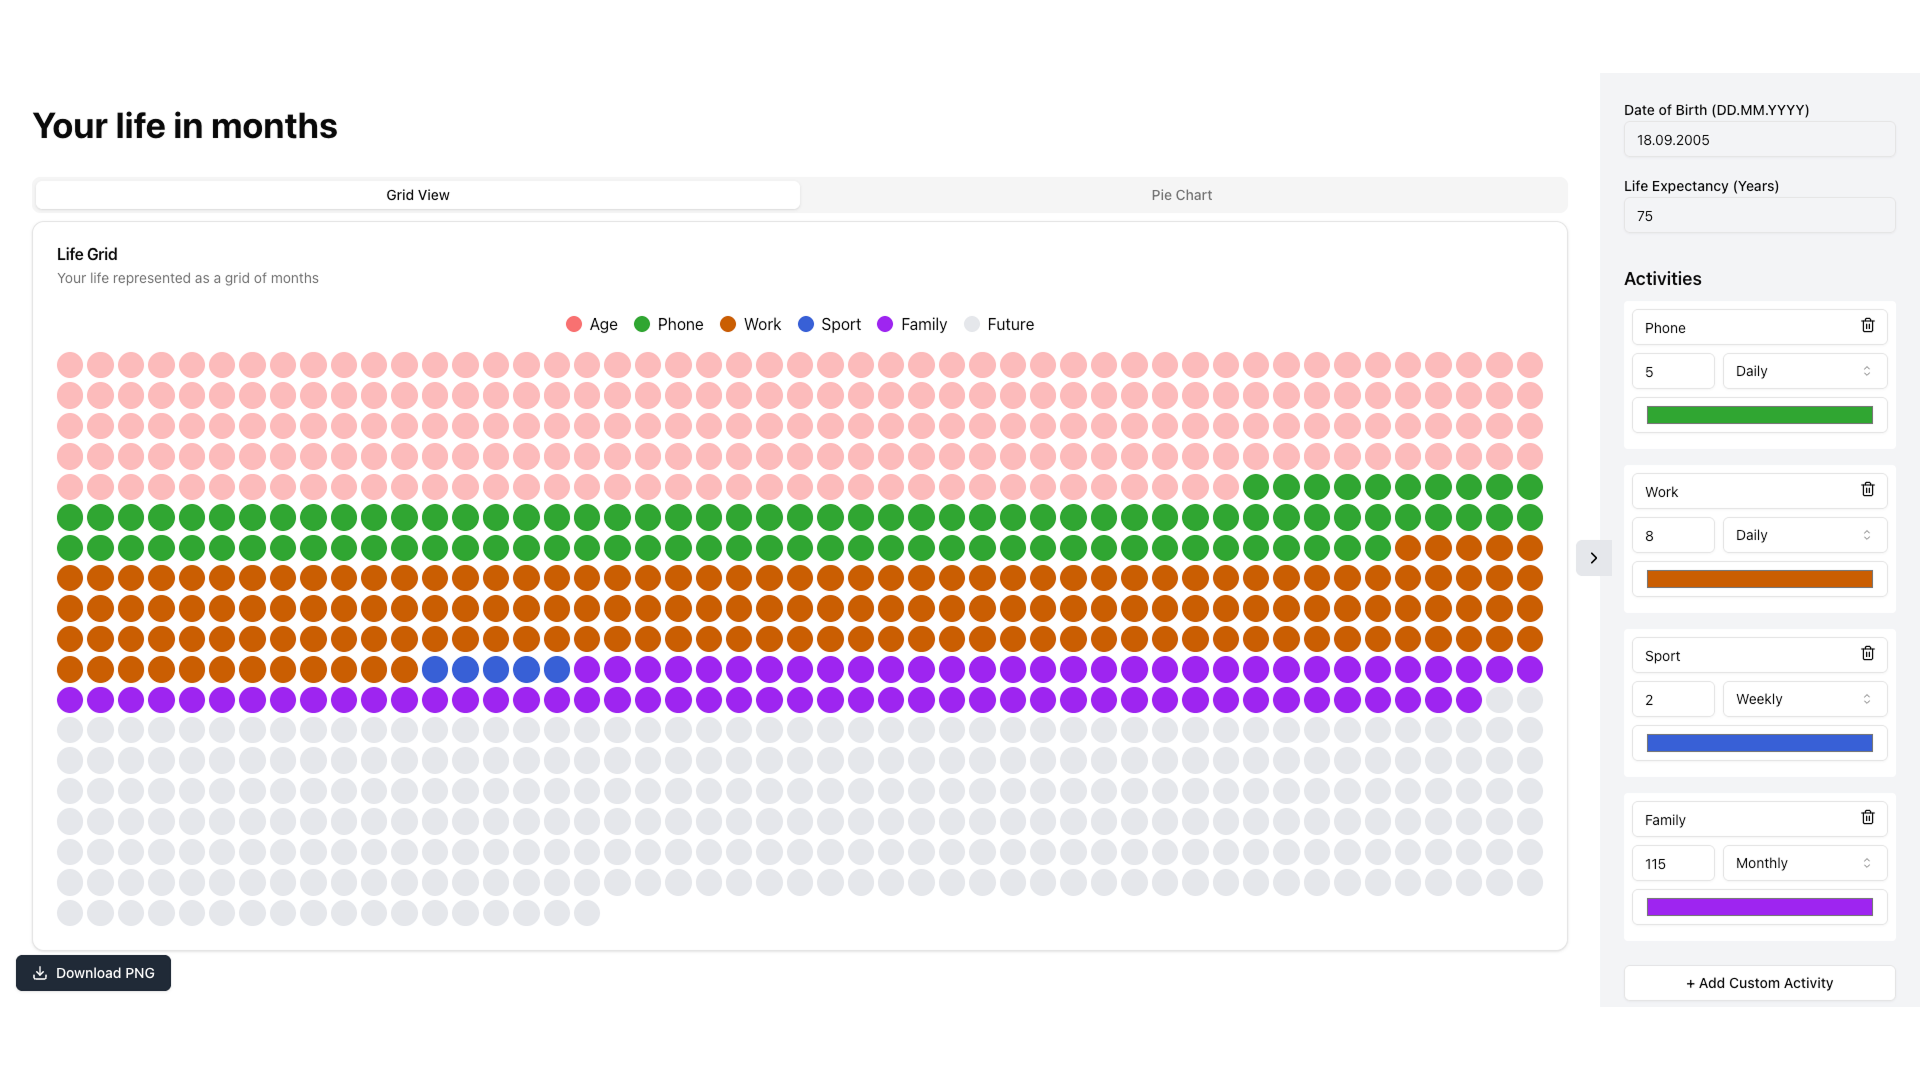 Your life in months
Grid View
Pie Chart
Life Grid
Your life represented as a grid of months
Age
Phone
Work
Sport
Family
Future
Download PNG
Date of Birth (DD.MM.YYYY)
18.09.2005
Life Expectancy (Years)
75
Activities
Phone
5
Daily
Work
8
Daily
Sport
2
Weekly
Family
115
Monthly
+ Add Custom Activity